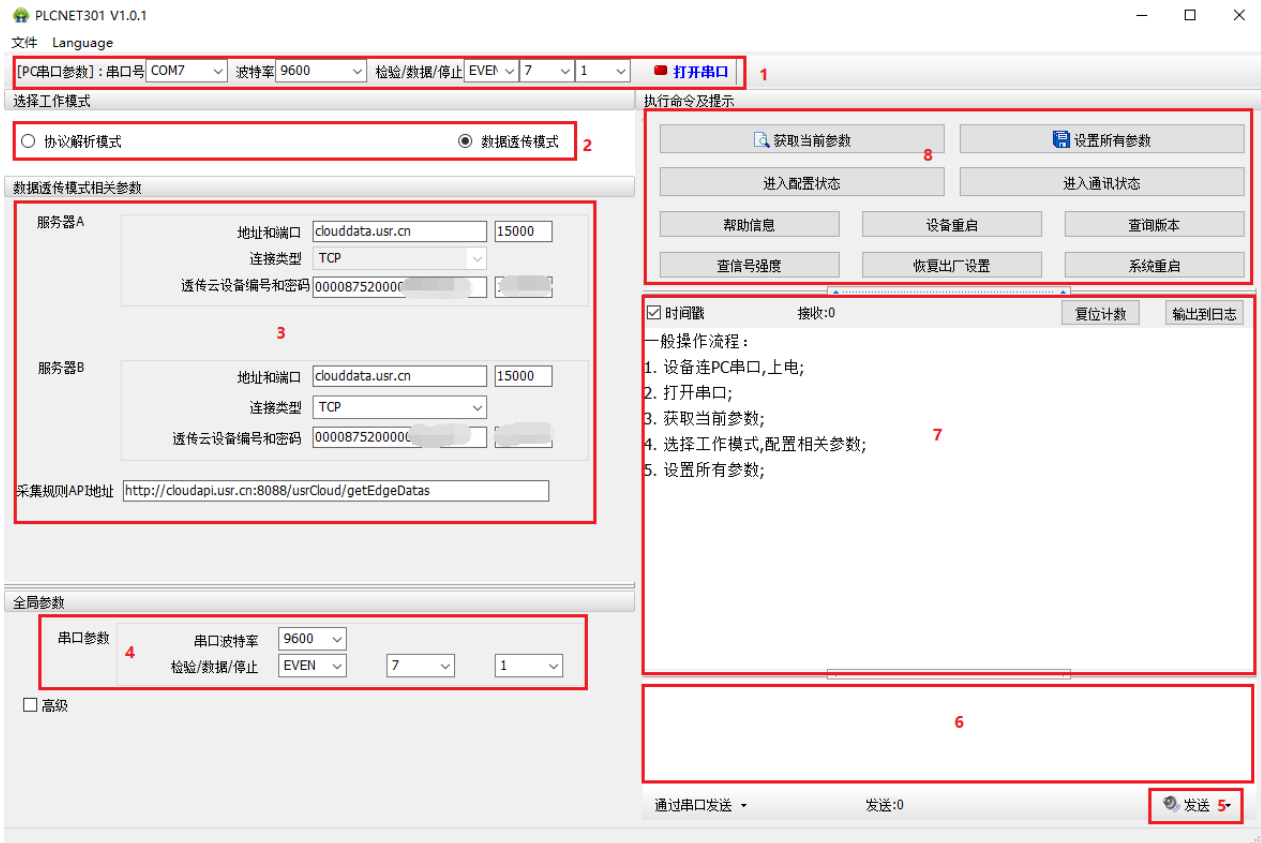 PLCNET301 V1.0.1
文件 Language
[PC串口参数]：串口号 COM7 波特率 9600 检验/数据/停止 EVEN 7 1 打开串口 1
选择工作模式
协议解析模式 数据透传模式 2
数据透传模式相关参数
服务器A
地址和端口 clouddata.usr.cn 15000
连接类型 TCP
透传云设备编号和密码 000087520000
3
服务器B
地址和端口 clouddata.usr.cn 15000
连接类型 TCP
透传云设备编号和密码 00008752000
采集规则API地址 http://cloudapi.usr.cn:8088/usrCloud/getEdgeDatas
全局参数
串口参数 4 串口波特率 9600
检验/数据/停止 EVEN 7 1
高级
执行命令及提示
获取当前参数 8 设置所有参数
进入配置状态 进入通讯状态
帮助信息 设备重启 查询版本
查信号强度 恢复出厂设置 系统重启
时间戳 接收:0 复位计数 输出到日志
一般操作流程：
1. 设备连PC串口,上电;
2. 打开串口;
3. 获取当前参数;
4. 选择工作模式,配置相关参数;
5. 设置所有参数;
7
6
通过串口发送 发送:0 发送 5